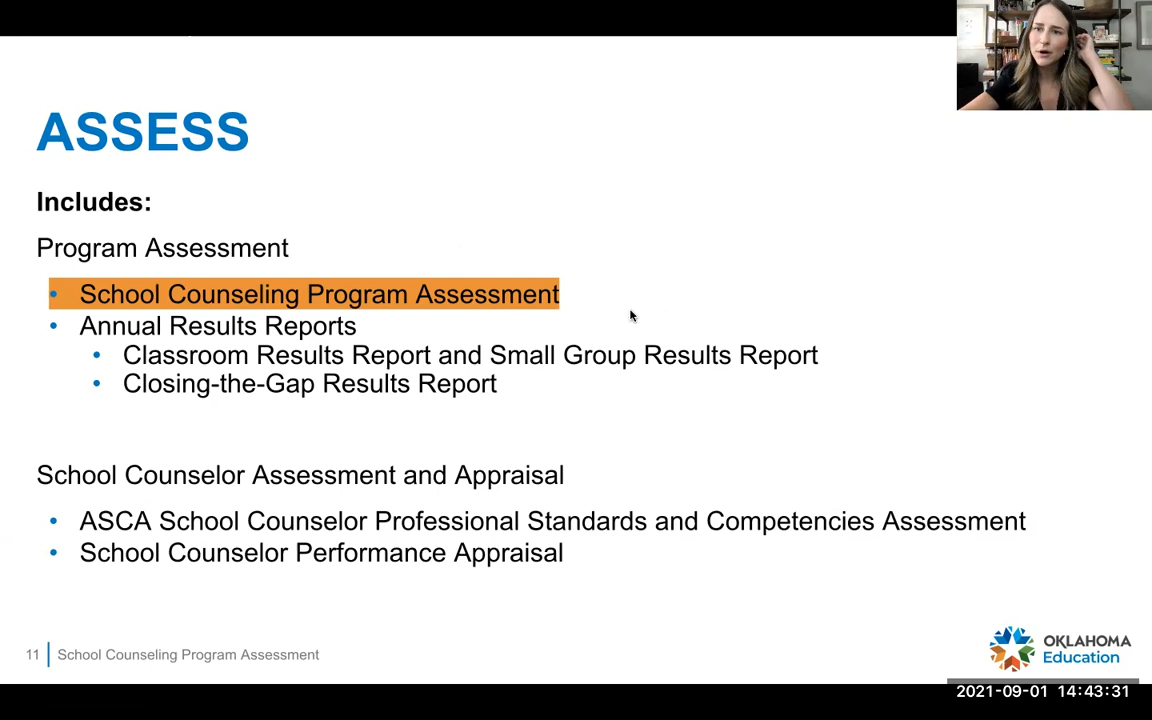 ASSESS
Includes:
Program Assessment
• School Counseling Program Assessment
• Annual Results Reports
• Classroom Results Report and Small Group Results Report
• Closing-the-Gap Results Report
School Counselor Assessment and Appraisal
• ASCA School Counselor Professional Standards and Competencies Assessment
• School Counselor Performance Appraisal
11 School Counseling Program Assessment
OKLAHOMA
Education
2021-09-01 14:43:31